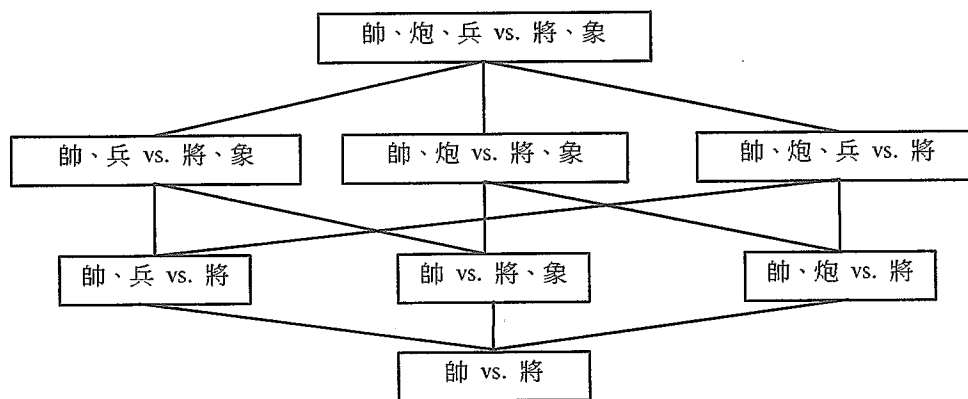 帥、炮、兵 vs. 將、象
帥、兵 vs. 將、象
帥、炮 vs. 將、象
帥、炮、兵 vs. 將
帥、兵 vs. 將
帥 vs. 將、象
帥、炮 vs. 將
帥 vs. 將